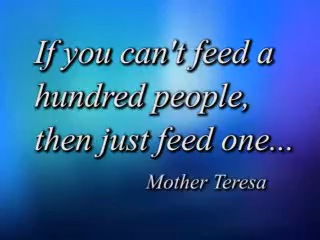 If you can't feed a
hundred people,
then just feed one...
Mother Teresa